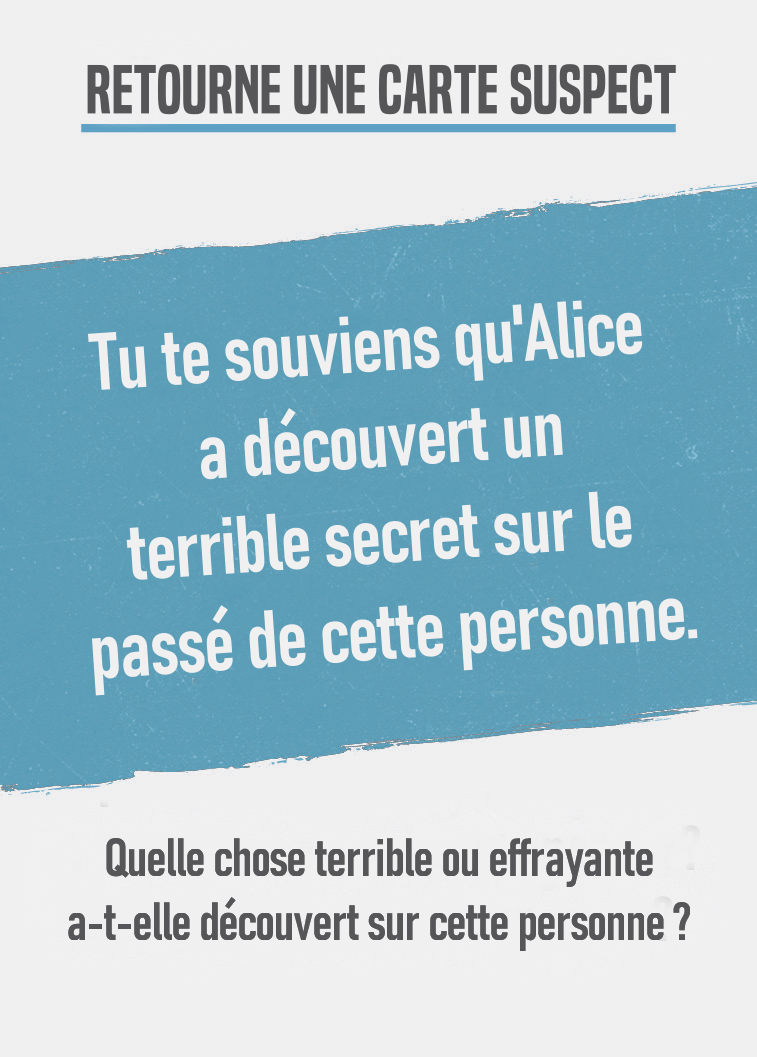 RETOURNE UNE CARTE SUSPECT
Tu te souviens qu'Alice
a découvert un
terrible secret sur le
passé de cette personne.
Quelle chose terrible ou effrayante
a-t-elle découvert sur cette personne ?